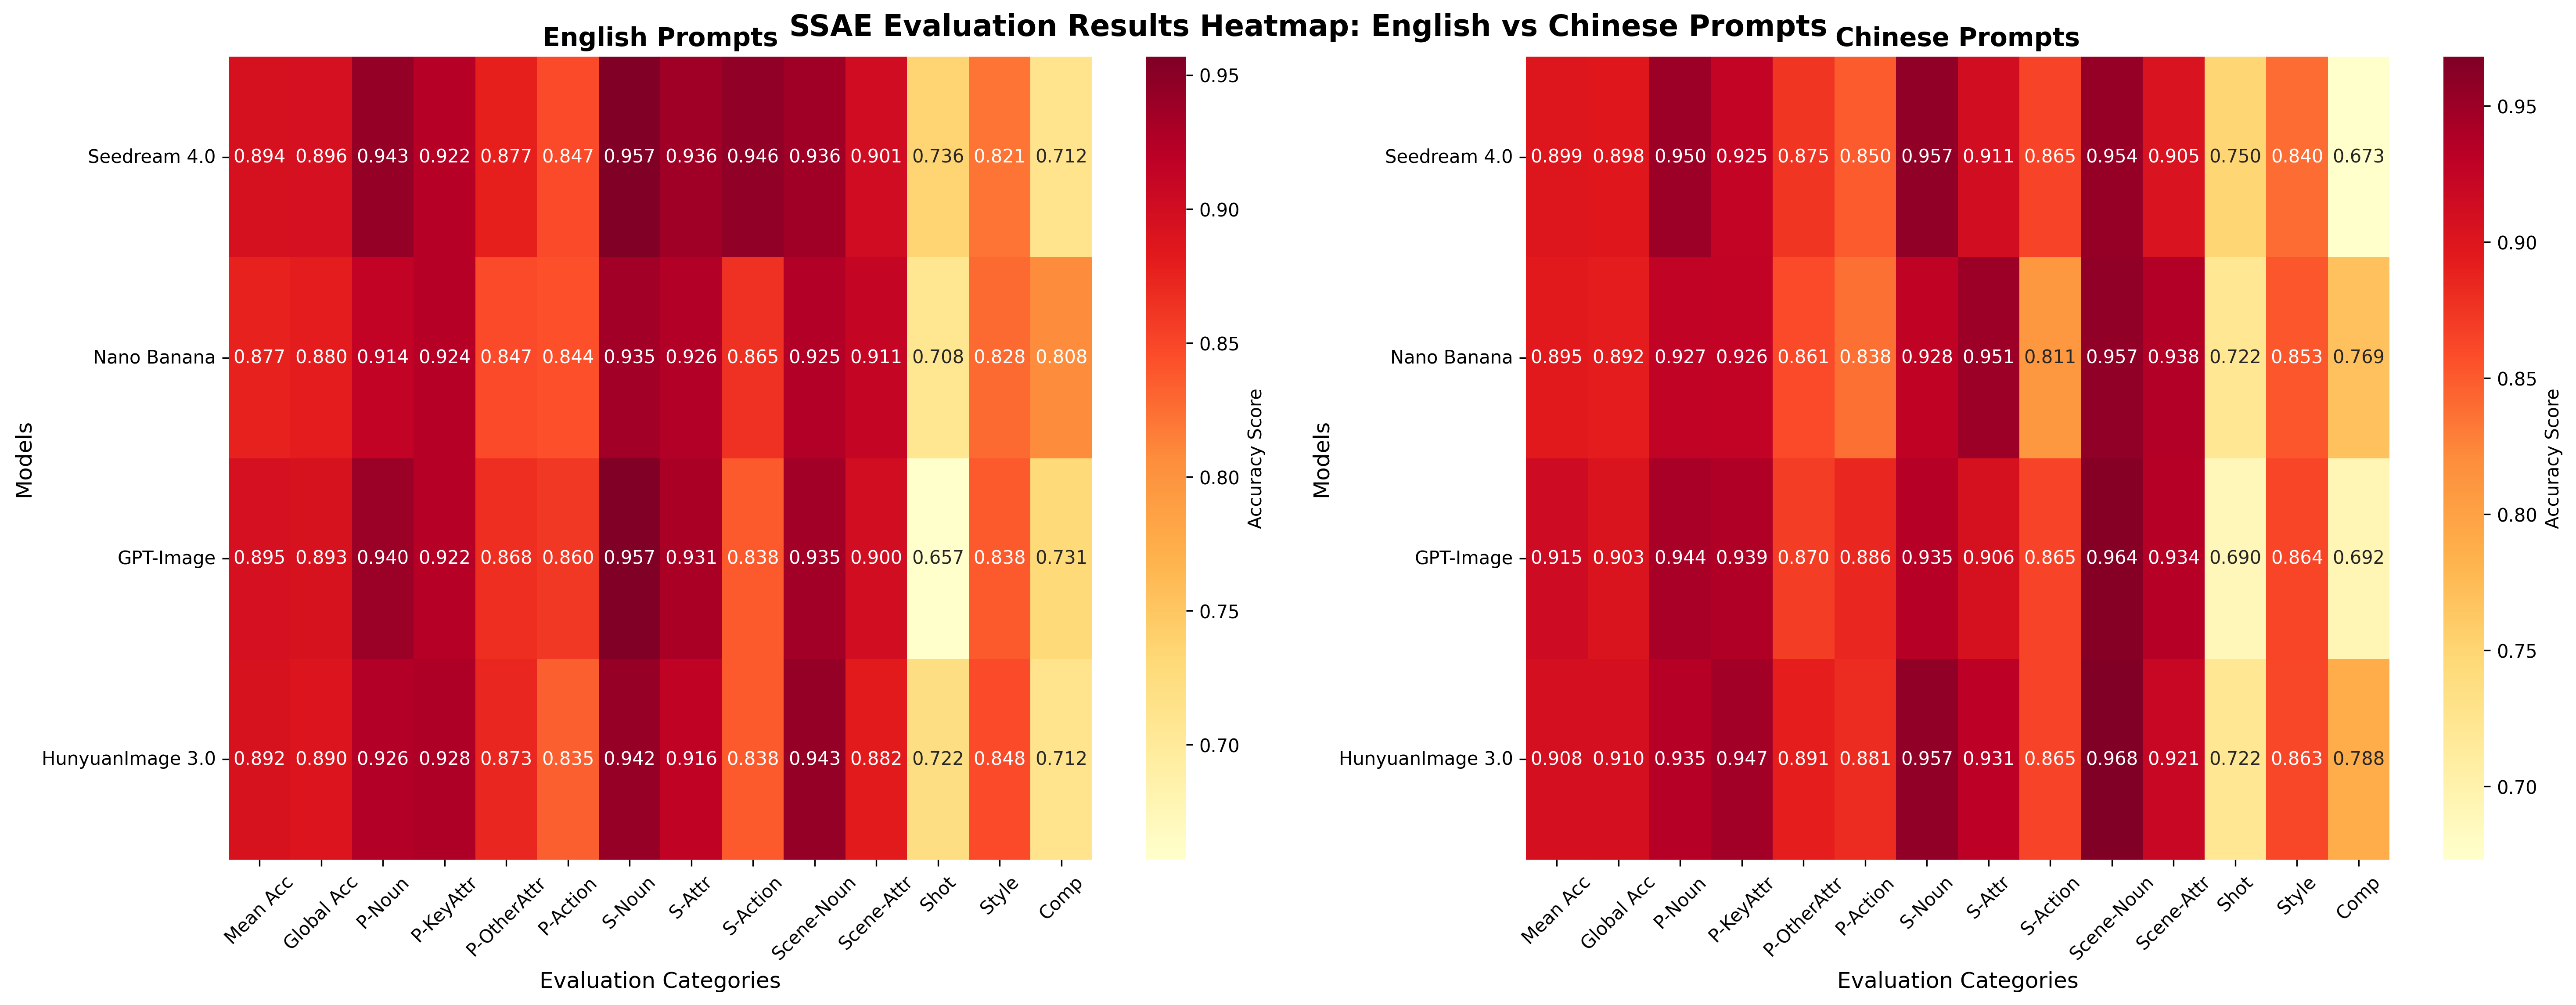 SSAE Evaluation Results Heatmap: English vs Chinese Prompts
English Prompts
Models
Seedream 4.0
0.894 0.896 0.943 0.922 0.877 0.847 0.957 0.936 0.946 0.936 0.901 0.736 0.821 0.712
Nano Banana
0.877 0.880 0.914 0.924 0.847 0.844 0.935 0.926 0.865 0.925 0.911 0.708 0.828 0.808
GPT-Image
0.895 0.893 0.940 0.922 0.868 0.860 0.957 0.931 0.838 0.935 0.900 0.657 0.838 0.731
HunyuanImage 3.0
0.892 0.890 0.926 0.928 0.873 0.835 0.942 0.916 0.838 0.943 0.882 0.722 0.848 0.712
Mean Acc
Global Acc
P-Noun
P-KeyAttr
P-OtherAttr
P-Action
S-Noun
S-Attr
S-Action
Scene-Noun
Scene-Attr
Shot
Style
Comp
Evaluation Categories
0.95
0.90
0.85
0.80
0.75
0.70
Accuracy Score
Chinese Prompts
Models
Seedream 4.0
0.899 0.898 0.950 0.925 0.875 0.850 0.957 0.911 0.865 0.954 0.905 0.750 0.840 0.673
Nano Banana
0.895 0.892 0.927 0.926 0.861 0.838 0.928 0.951 0.811 0.957 0.938 0.722 0.853 0.769
GPT-Image
0.915 0.903 0.944 0.939 0.870 0.886 0.935 0.906 0.865 0.964 0.934 0.690 0.864 0.692
HunyuanImage 3.0
0.908 0.910 0.935 0.947 0.891 0.881 0.957 0.931 0.865 0.968 0.921 0.722 0.863 0.788
Mean Acc
Global Acc
P-Noun
P-KeyAttr
P-OtherAttr
P-Action
S-Noun
S-Attr
S-Action
Scene-Noun
Scene-Attr
Shot
Style
Comp
Evaluation Categories
0.95
0.90
0.85
0.80
0.75
0.70
Accuracy Score